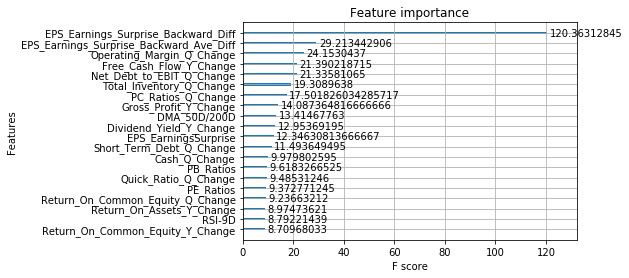 Feature importance
EPS_Earnings_Surprise_Backward_Diff 120.36312845
EPS_Earnings_Surprise_Backward_Ave_Diff 29.213442906
Operating_Margin_Q_Change 24.1530437
Free_Cash_Flow_Y_Change 21.390218715
Net_Debt_to_EBIT_Q_Change 21.33581065
Total_Inventory_Q_Change 19.3089638
PC_Ratios_Q_Change 17.501826034285717
Gross_Profit_Y_Change 14.087364816666666
DMA_50D/200D 13.41467763
Dividend_Yield_Y_Change 12.95369195
EPS_EarningsSurprise 12.34630813666667
Short_Term_Debt_Q_Change 11.493649495
Cash_Q_Change 9.979802595
PB_Ratios 9.6183266525
Quick_Ratio_Q_Change 9.48531246
PE_Ratios 9.372771245
Return_On_Common_Equity_Q_Change 9.23663212
Return_On_Assets_Y_Change 8.97473621
RSI-9D 8.79221439
Return_On_Common_Equity_Y_Change 8.70968033
Features
0 20 40 60 80 100 120
F score